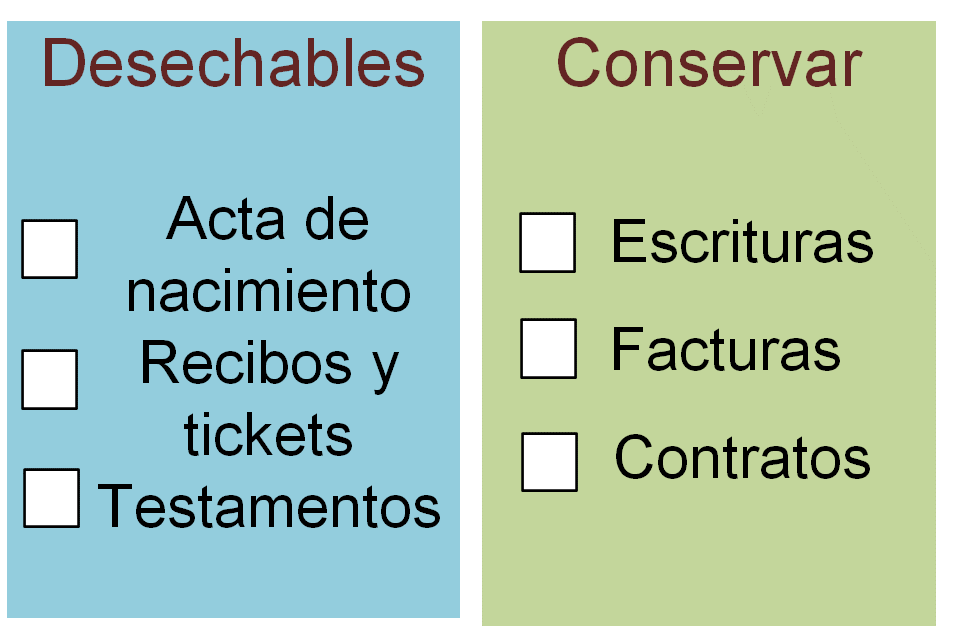 Desechables
Acta de
nacimiento
Recibos y
tickets
Testamentos
Conservar
Escrituras
Facturas
Contratos